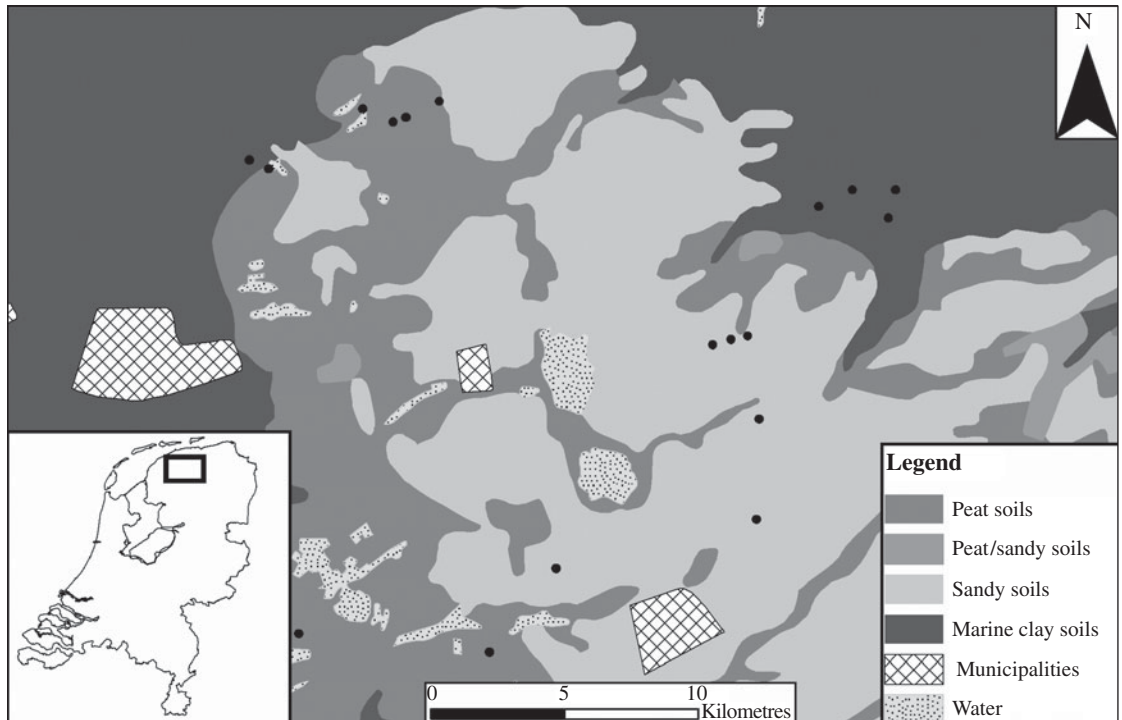 N
Legend
Peat soils
Peat/sandy soils
Sandy soils
Marine clay soils
Municipalities
Water
0 5 10
Kilometres